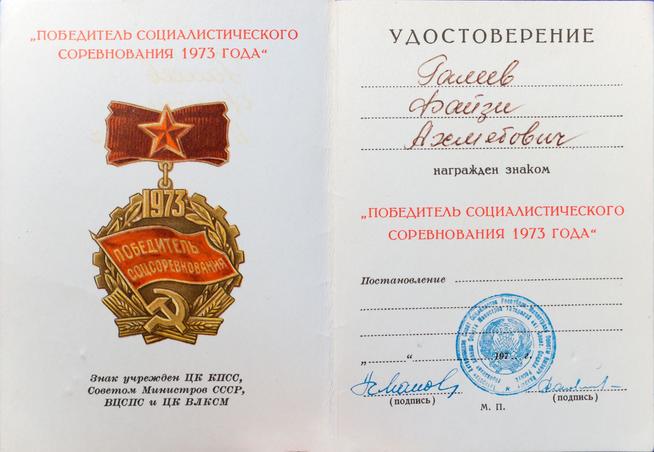 „ПОБЕДИТЕЛЬ СОЦИАЛИСТИЧЕСКОГО
СОРЕВНОВАНИЯ 1973 ГОДА“
1973
ПОБЕДИТЕЛЬ
СОЦСОРЕВНОВАНИЯ
Знак учрежден ЦК КПСС,
Советом Министров СССР,
ВЦСПС и ЦК ВЛКСМ
УДОСТОВЕРЕНИЕ
Галеев
Файзи
Ахметович
награжден знаком
„ПОБЕДИТЕЛЬ СОЦИАЛИСТИЧЕСКОГО
СОРЕВНОВАНИЯ 1973 ГОДА“
Постановление
„ “ 197 г.
(подпись) (подпись)
М. П.